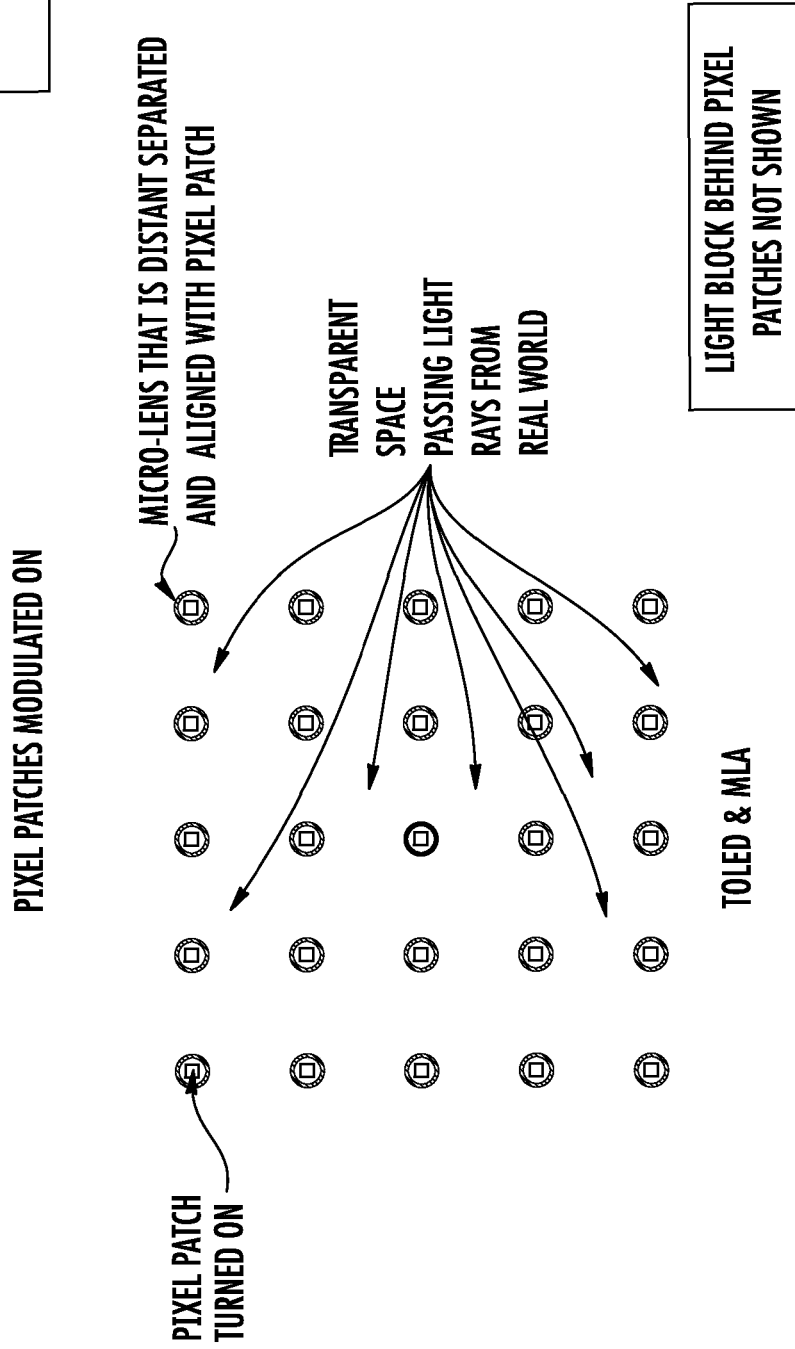 PIXEL PATCHES MODULATED ON
MICRO-LENS THAT IS DISTANT SEPARATED
AND ALIGNED WITH PIXEL PATCH
PIXEL PATCH
TURNED ON
TRANSPARENT
SPACE
PASSING LIGHT
RAYS FROM
REAL WORLD
TOLED & MLA
LIGHT BLOCK BEHIND PIXEL
PATCHES NOT SHOWN